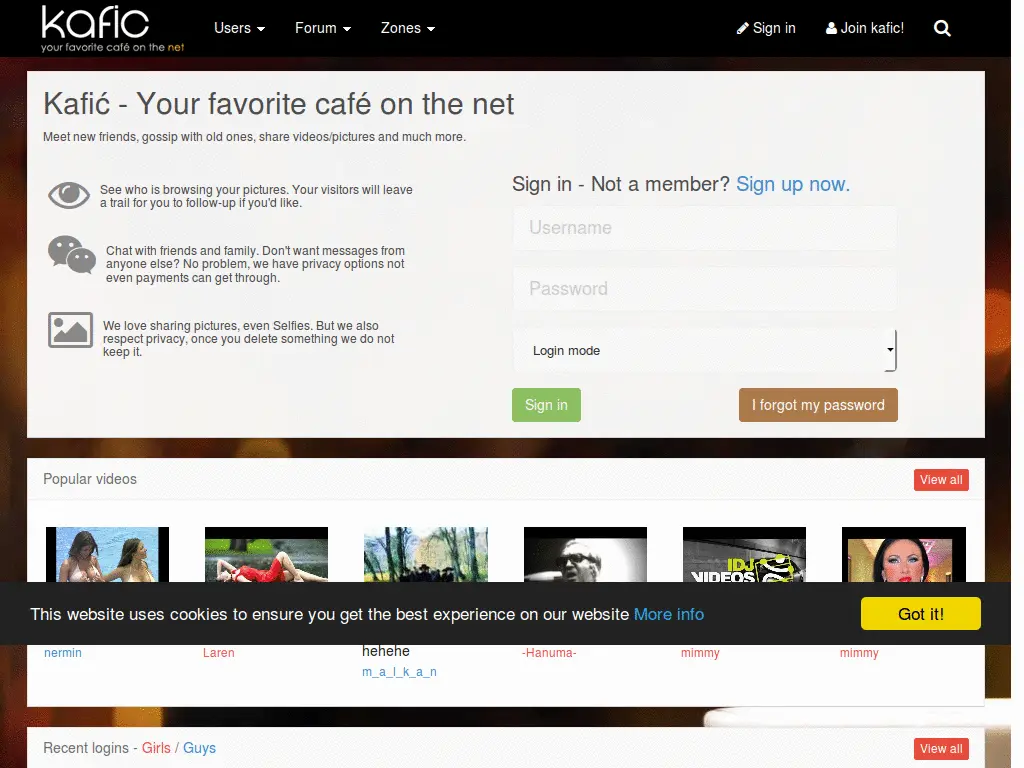 kafic
your favorite café on the net
Users
Forum
Zones
Sign in
Join kafic!
Kafić - Your favorite café on the net
Meet new friends, gossip with old ones, share videos/pictures and much more.
See who is browsing your pictures. Your visitors will leave
a trail for you to follow-up if you'd like.
Chat with friends and family. Don't want messages from
anyone else? No problem, we have privacy options not
even payments can get through.
We love sharing pictures, even Selfies. But we also
respect privacy, once you delete something we do not
keep it.
Sign in - Not a member? Sign up now.
Username
Password
Login mode
Sign in
I forgot my password
Popular videos
View all
IDJ
VIDEOS
This website uses cookies to ensure you get the best experience on our website More info
Got it!
nermin
Laren
hehehe
m_a_l_k_a_n
-Hanuma-
mimmy
mimmy
Recent logins - Girls / Guys
View all